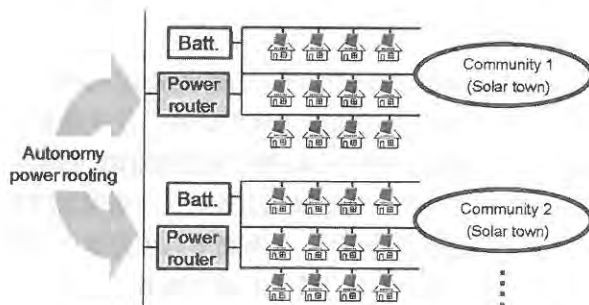 Batt.
Power
router
Community 1
(Solar town)
Autonomy
power rooting
Batt.
Power
router
Community 2
(Solar town)